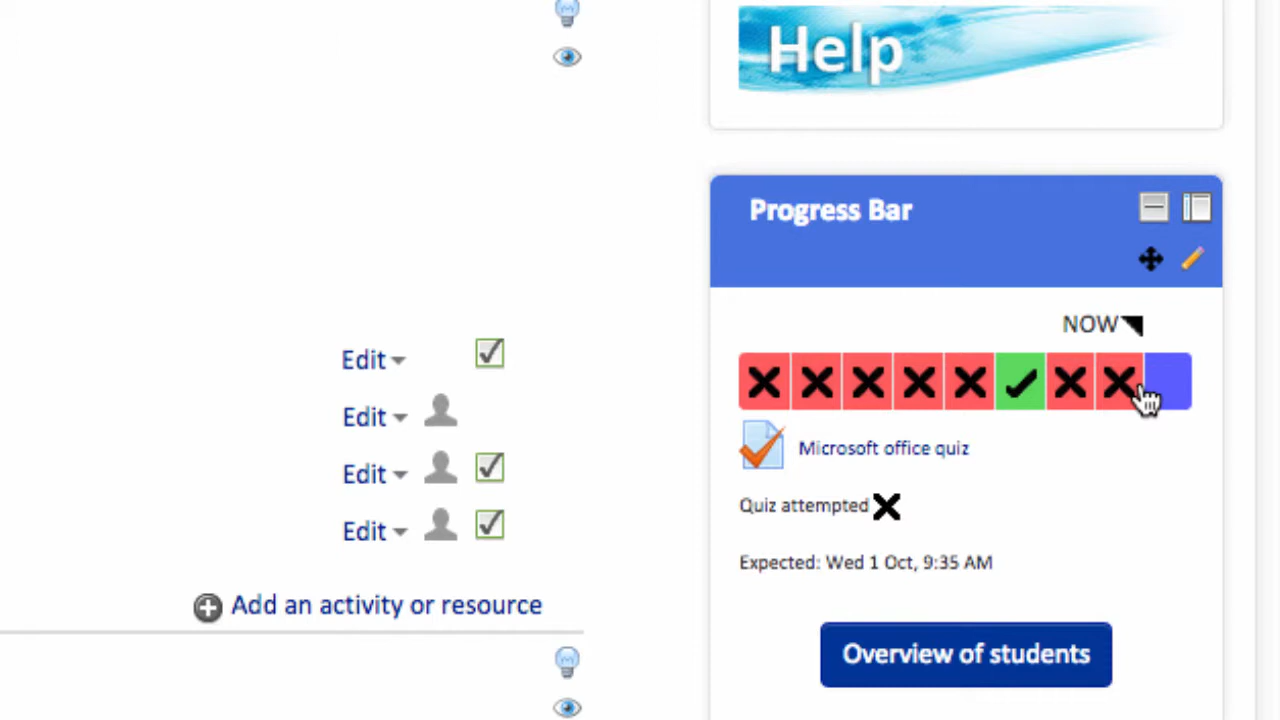 Help
Progress Bar
NOW
Edit
Edit
Edit
Edit
Microsoft office quiz
Quiz attempted
Expected: Wed 1 Oct, 9:35 AM
Add an activity or resource
Overview of students